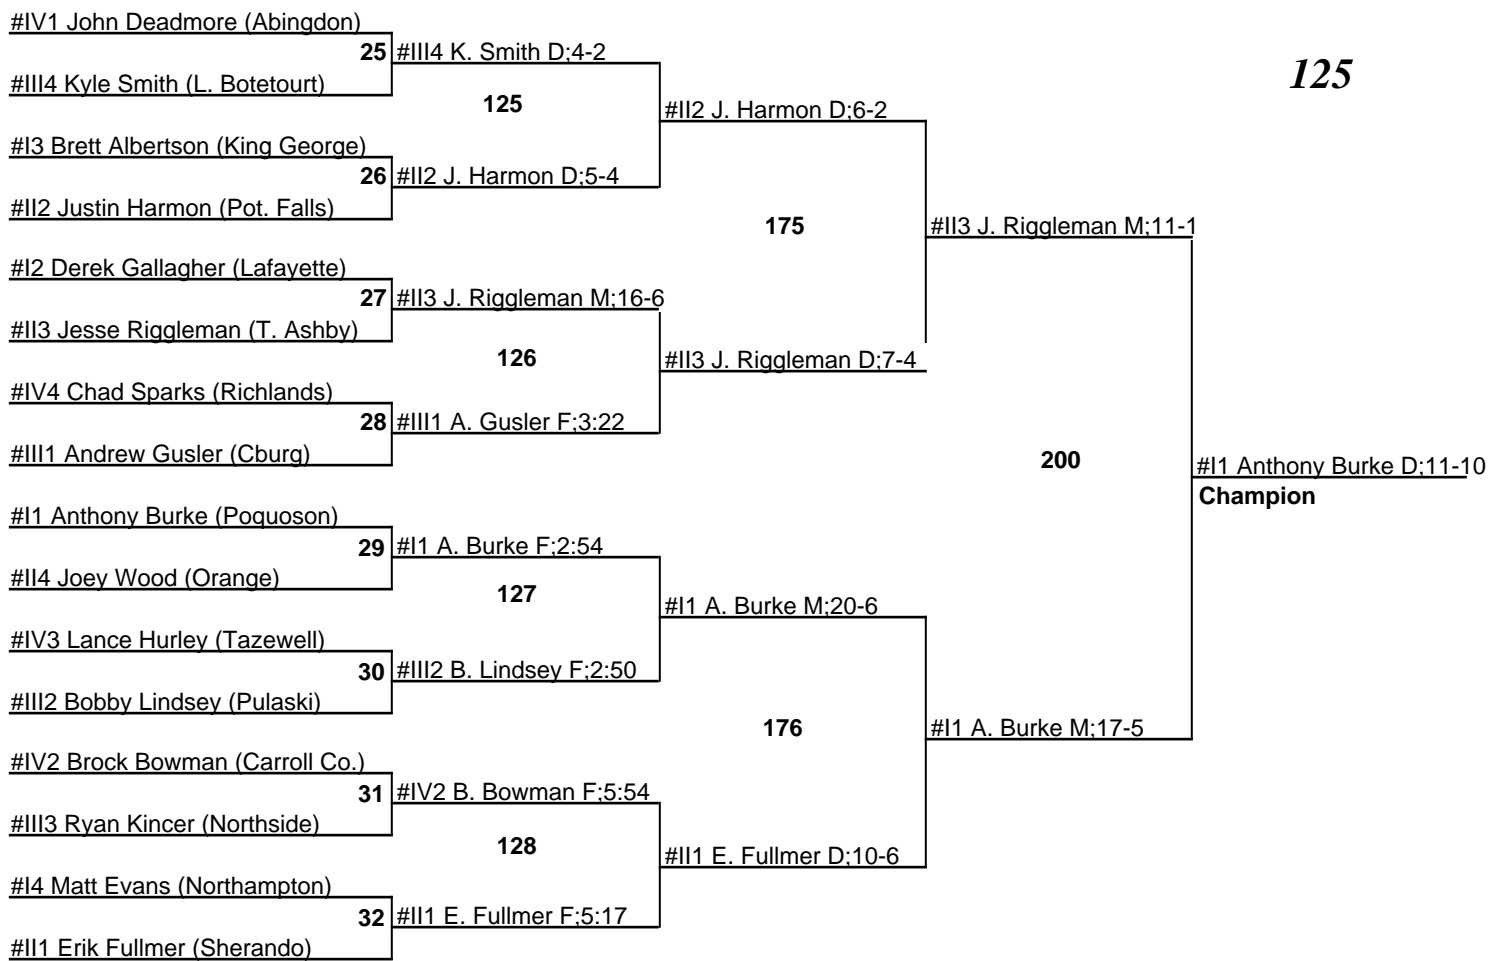 #IV1 John Deadmore (Abingdon)
25 #III4 K. Smith D;4-2
125
#III4 Kyle Smith (L. Botetourt)
125
#II2 J. Harmon D;6-2
#I3 Brett Albertson (King George)
26 #II2 J. Harmon D;5-4
#II2 Justin Harmon (Pot. Falls)
175
#II3 J. Riggleman M;11-1
#I2 Derek Gallagher (Lafayette)
27 #II3 J. Riggleman M;16-6
#II3 Jesse Riggleman (T. Ashby)
126
#II3 J. Riggleman D;7-4
#IV4 Chad Sparks (Richlands)
28 #III1 A. Gusler F;3:22
#III1 Andrew Gusler (Cburg)
200
#I1 Anthony Burke D;11-10
Champion
#I1 Anthony Burke (Poquoson)
29 #I1 A. Burke F;2:54
#II4 Joey Wood (Orange)
127
#I1 A. Burke M;20-6
#IV3 Lance Hurley (Tazewell)
30 #III2 B. Lindsey F;2:50
#III2 Bobby Lindsey (Pulaski)
176
#I1 A. Burke M;17-5
#IV2 Brock Bowman (Carroll Co.)
31 #IV2 B. Bowman F;5:54
#III3 Ryan Kincer (Northside)
128
#II1 E. Fullmer D;10-6
#I4 Matt Evans (Northampton)
32 #II1 E. Fullmer F;5:17
#II1 Erik Fullmer (Sherando)